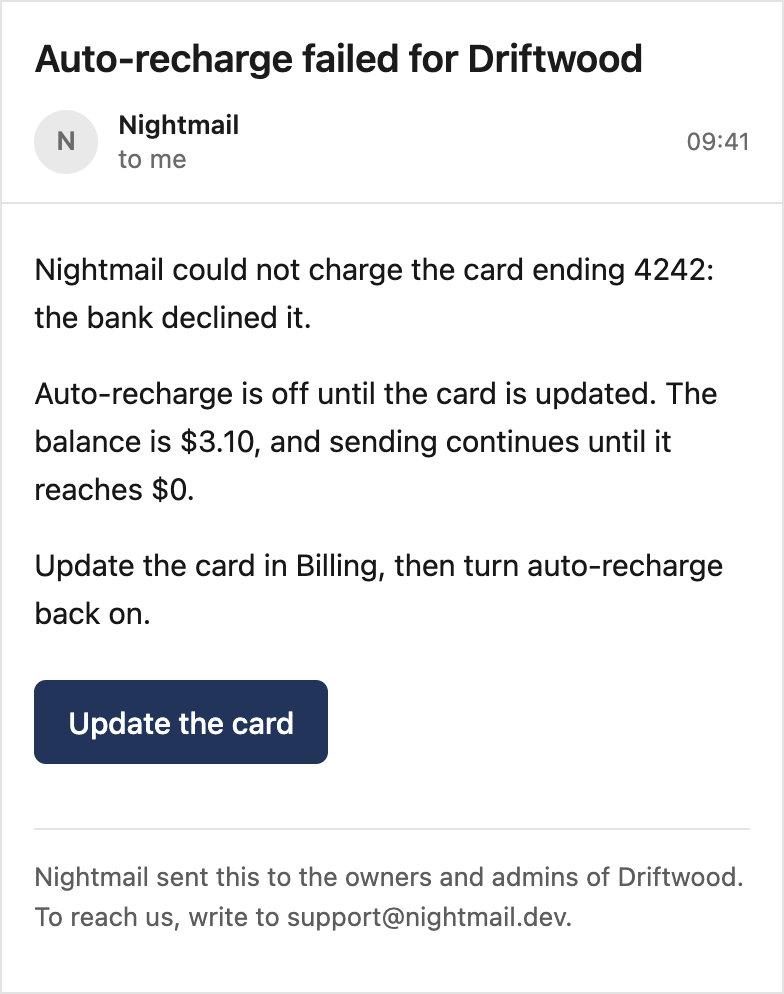 Auto-recharge failed for Driftwood
N
Nightmail
to me
09:41
Nightmail could not charge the card ending 4242:
the bank declined it.
Auto-recharge is off until the card is updated. The
balance is $3.10, and sending continues until it
reaches $0.
Update the card in Billing, then turn auto-recharge
back on.
Update the card
Nightmail sent this to the owners and admins of Driftwood.
To reach us, write to support@nightmail.dev.